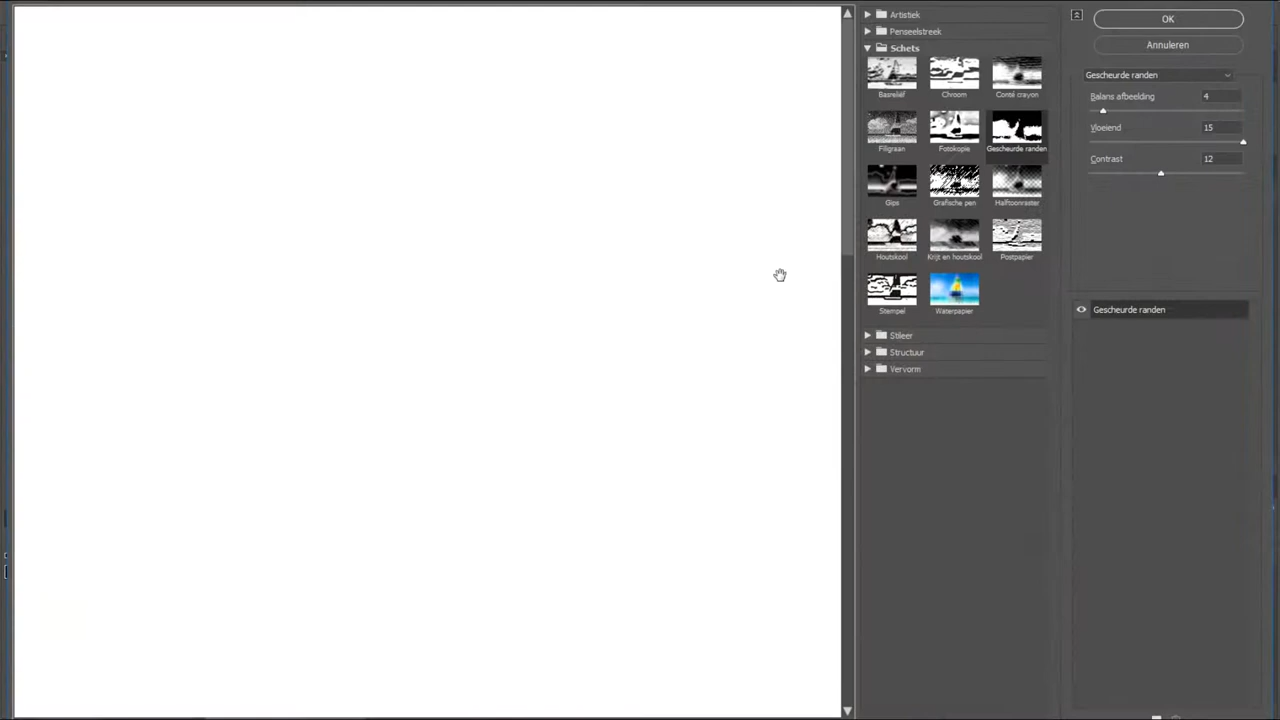 Artistiek
Penseelstreek
Schets
Basreliëf
Chroom
Conté crayon
Filigraan
Fotokopie
Gescheurde randen
Gips
Grafische pen
Halftoonraster
Houtskool
Krijt en houtskool
Postpapier
Stempel
Waterpapier
Stileer
Structuur
Vervorm
OK
Annuleren
Gescheurde randen
Balans afbeelding 4
Vloeiend 15
Contrast 12
Gescheurde randen